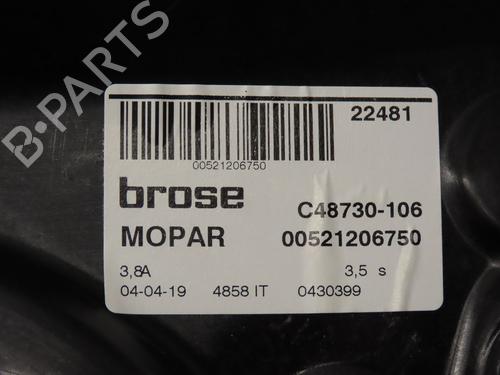 B-PARTS
22481
00521206750
brose C48730-106
MOPAR 00521206750
3,8A 3,5 s
04-04-19 4858 IT 0430399